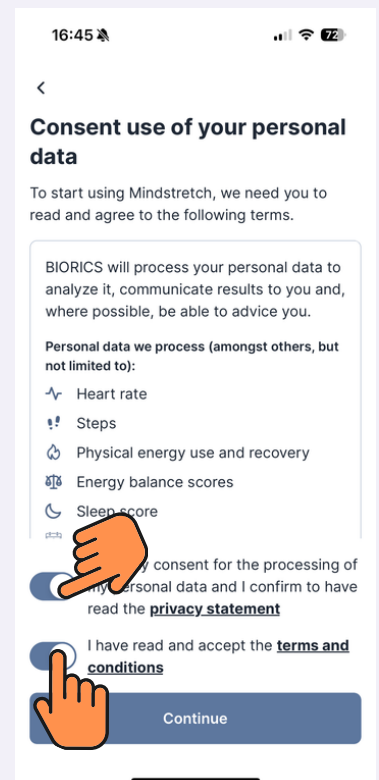 16:45
72
Consent use of your personal
data
To start using Mindstretch, we need you to
read and agree to the following terms.
BIORICS will process your personal data to
analyze it, communicate results to you and,
where possible, be able to advice you.
Personal data we process (amongst others, but
not limited to):
Heart rate
Steps
Physical energy use and recovery
Energy balance scores
Sleep score
consent for the processing of
my personal data and I confirm to have
read the privacy statement
I have read and accept the terms and
conditions
Continue